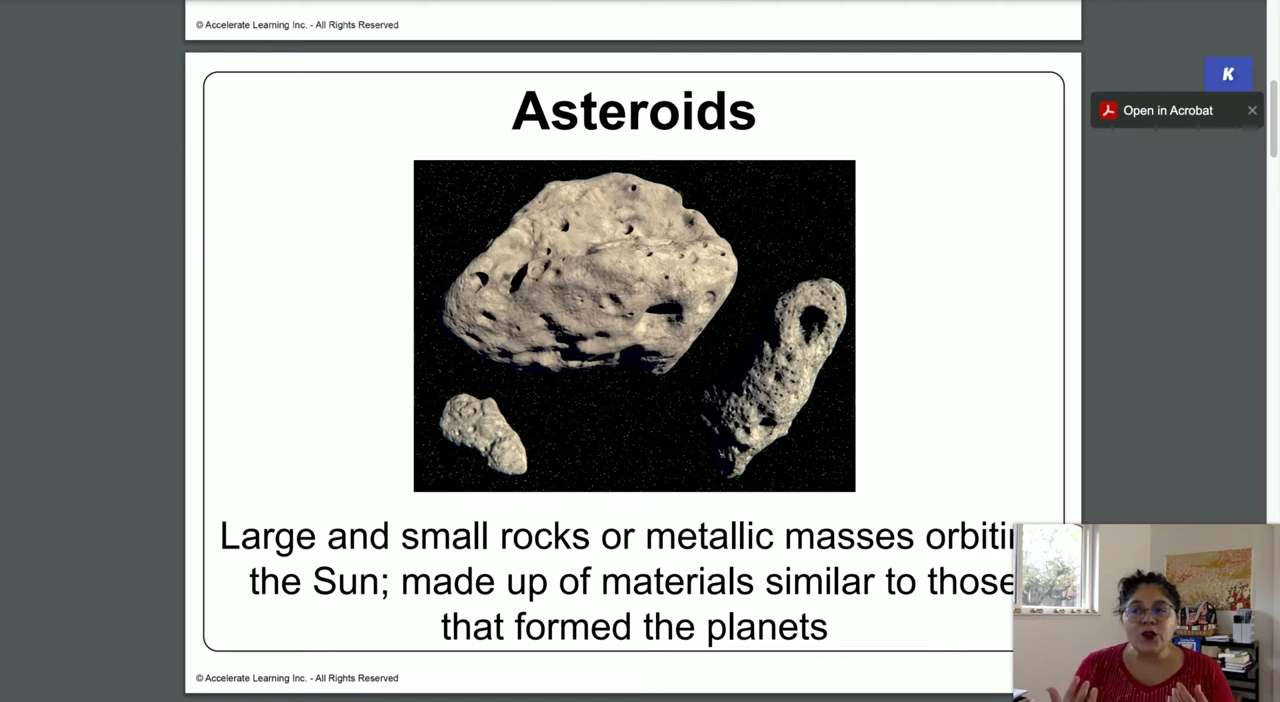 © Accelerate Learning Inc. - All Rights Reserved
K
Open in Acrobat
Asteroids
Large and small rocks or metallic masses
the Sun; made up of materials similar to those
that formed the planets
© Accelerate Learning Inc. - All Rights Reserved